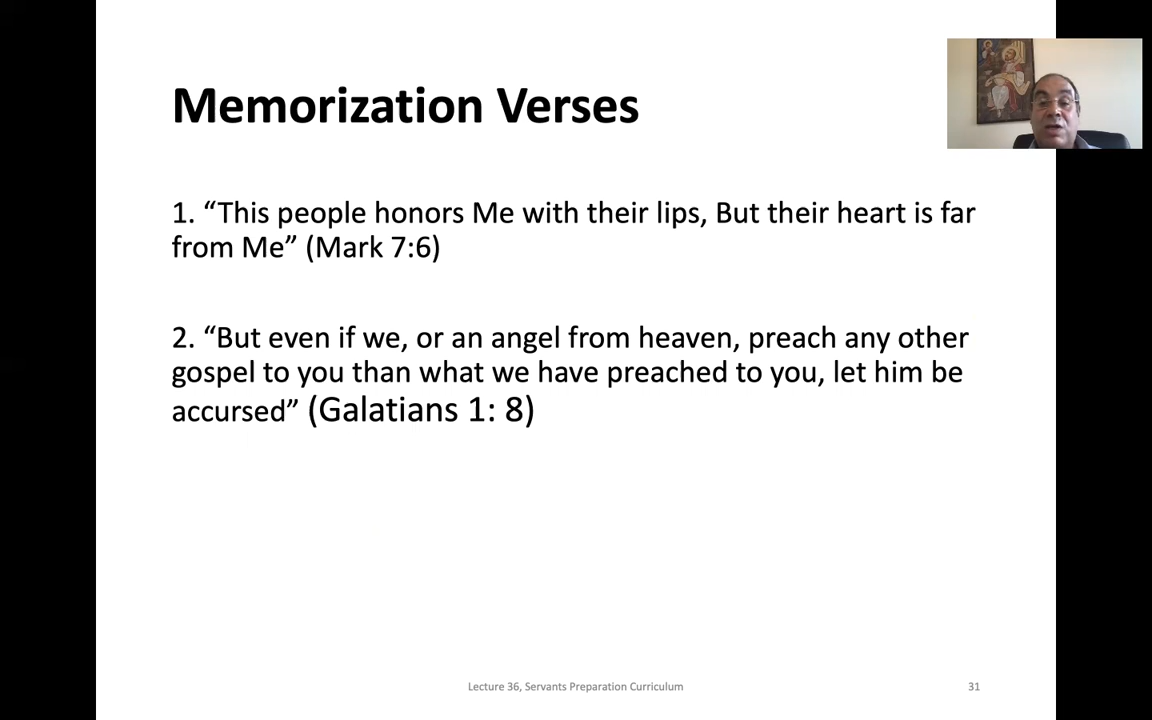 Memorization Verses
1. “This people honors Me with their lips, But their heart is far
from Me” (Mark 7:6)
2. “But even if we, or an angel from heaven, preach any other
gospel to you than what we have preached to you, let him be
accursed” (Galatians 1: 8)
Lecture 36, Servants Preparation Curriculum
31